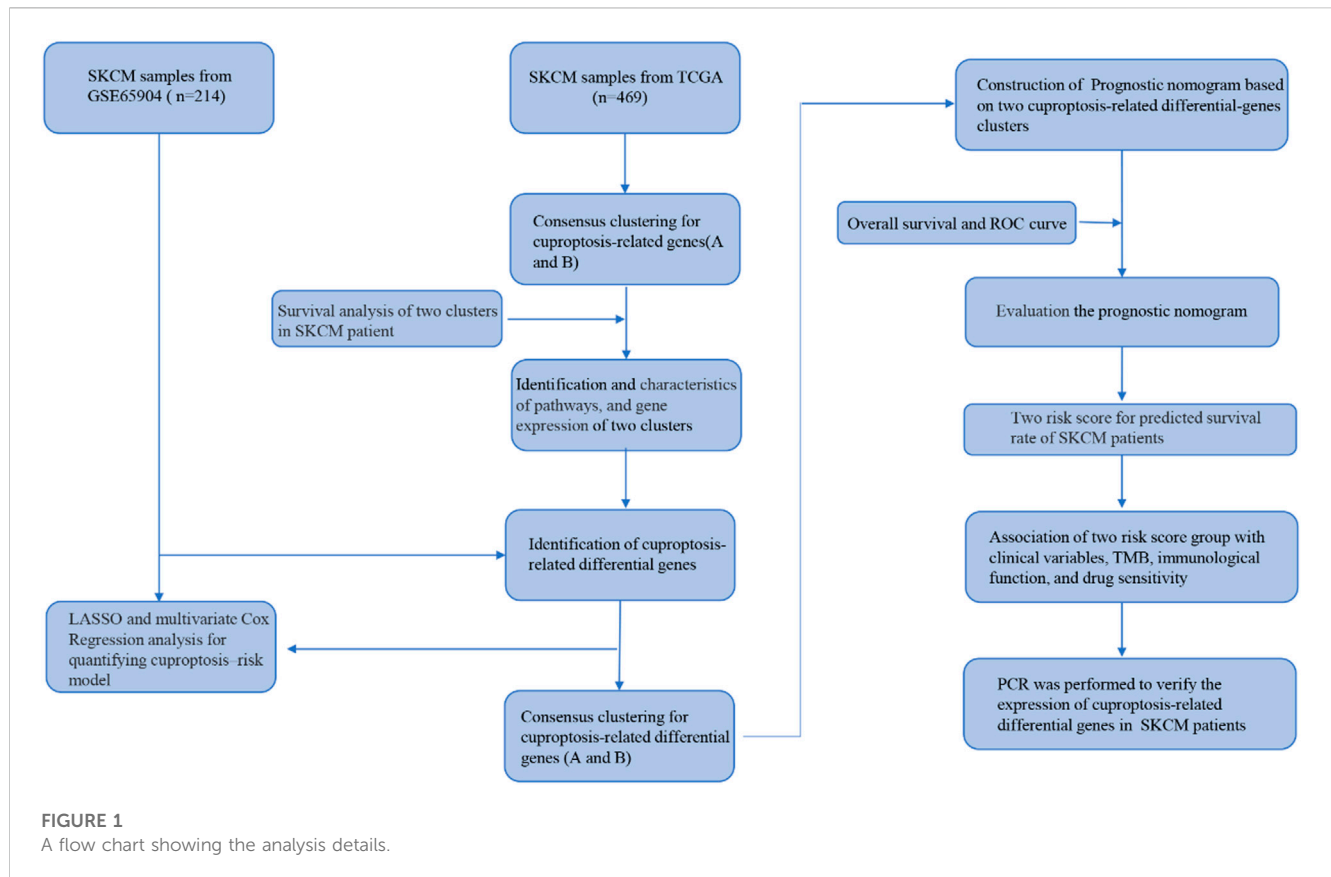 SKCM samples from
GSE65904 ( n=214)
SKCM samples from TCGA
(n=469)
Consensus clustering for
cuproptosis-related genes(A
and B)
Survival analysis of two clusters
in SKCM patient
Identification and characteristics
of pathways, and gene
expression of two clusters
Identification of cuproptosis-
related differential genes
LASSO and multivariate Cox
Regression analysis for
quantifying cuproptosis–risk
model
Consensus clustering for
cuproptosis-related differential
genes (A and B)
Construction of Prognostic nomogram based
on two cuproptosis-related differential-genes
clusters
Overall survival and ROC curve
Evaluation the prognostic nomogram
Two risk score for predicted survival
rate of SKCM patients
Association of two risk score group with
clinical variables, TMB, immunological
function, and drug sensitivity
PCR was performed to verify the
expression of cuproptosis-related
differential genes in SKCM patients
FIGURE 1
A flow chart showing the analysis details.